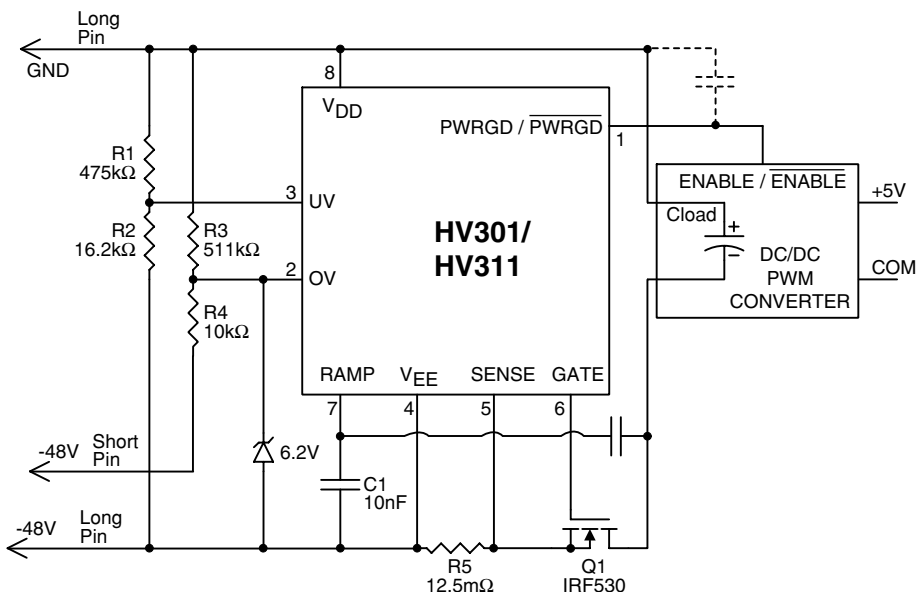 Long
Pin
GND
8
VDD
PWRGD / PWRGD
1
R1
475kΩ
ENABLE / ENABLE
+5V
3
UV
Cload
+
R2
16.2kΩ
R3
511kΩ
HV301/
HV311
−
DC/DC
PWM
CONVERTER
COM
2
OV
R4
10kΩ
RAMP
VEE
SENSE
GATE
7
4
5
6
-48V
Short
Pin
6.2V
C1
10nF
-48V
Long
Pin
R5
12.5mΩ
Q1
IRF530